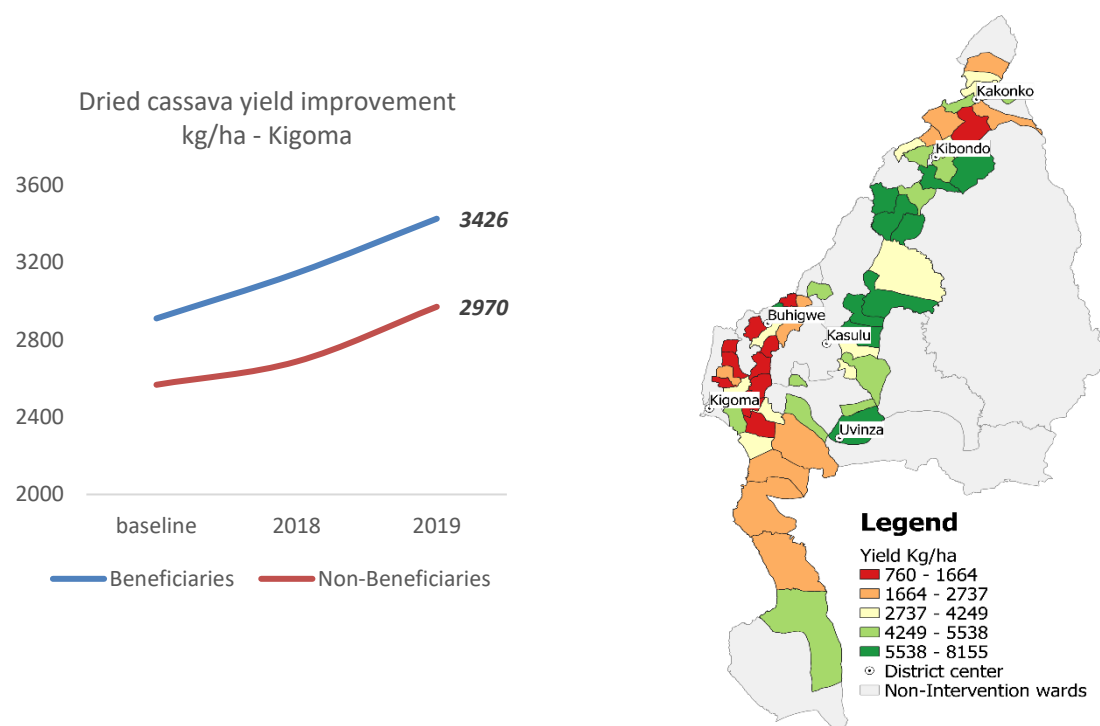 Dried cassava yield improvement
kg/ha - Kigoma
3600
3200
2800
2400
2000
3426
2970
baseline 2018 2019
Beneficiaries Non-Beneficiaries
Kakonko
Kibondo
Buhigwe
Kasulu
Kigoma
Uvinza
Legend
Yield Kg/ha
760 - 1664
1664 - 2737
2737 - 4249
4249 - 5538
5538 - 8155
District center
Non-Intervention wards